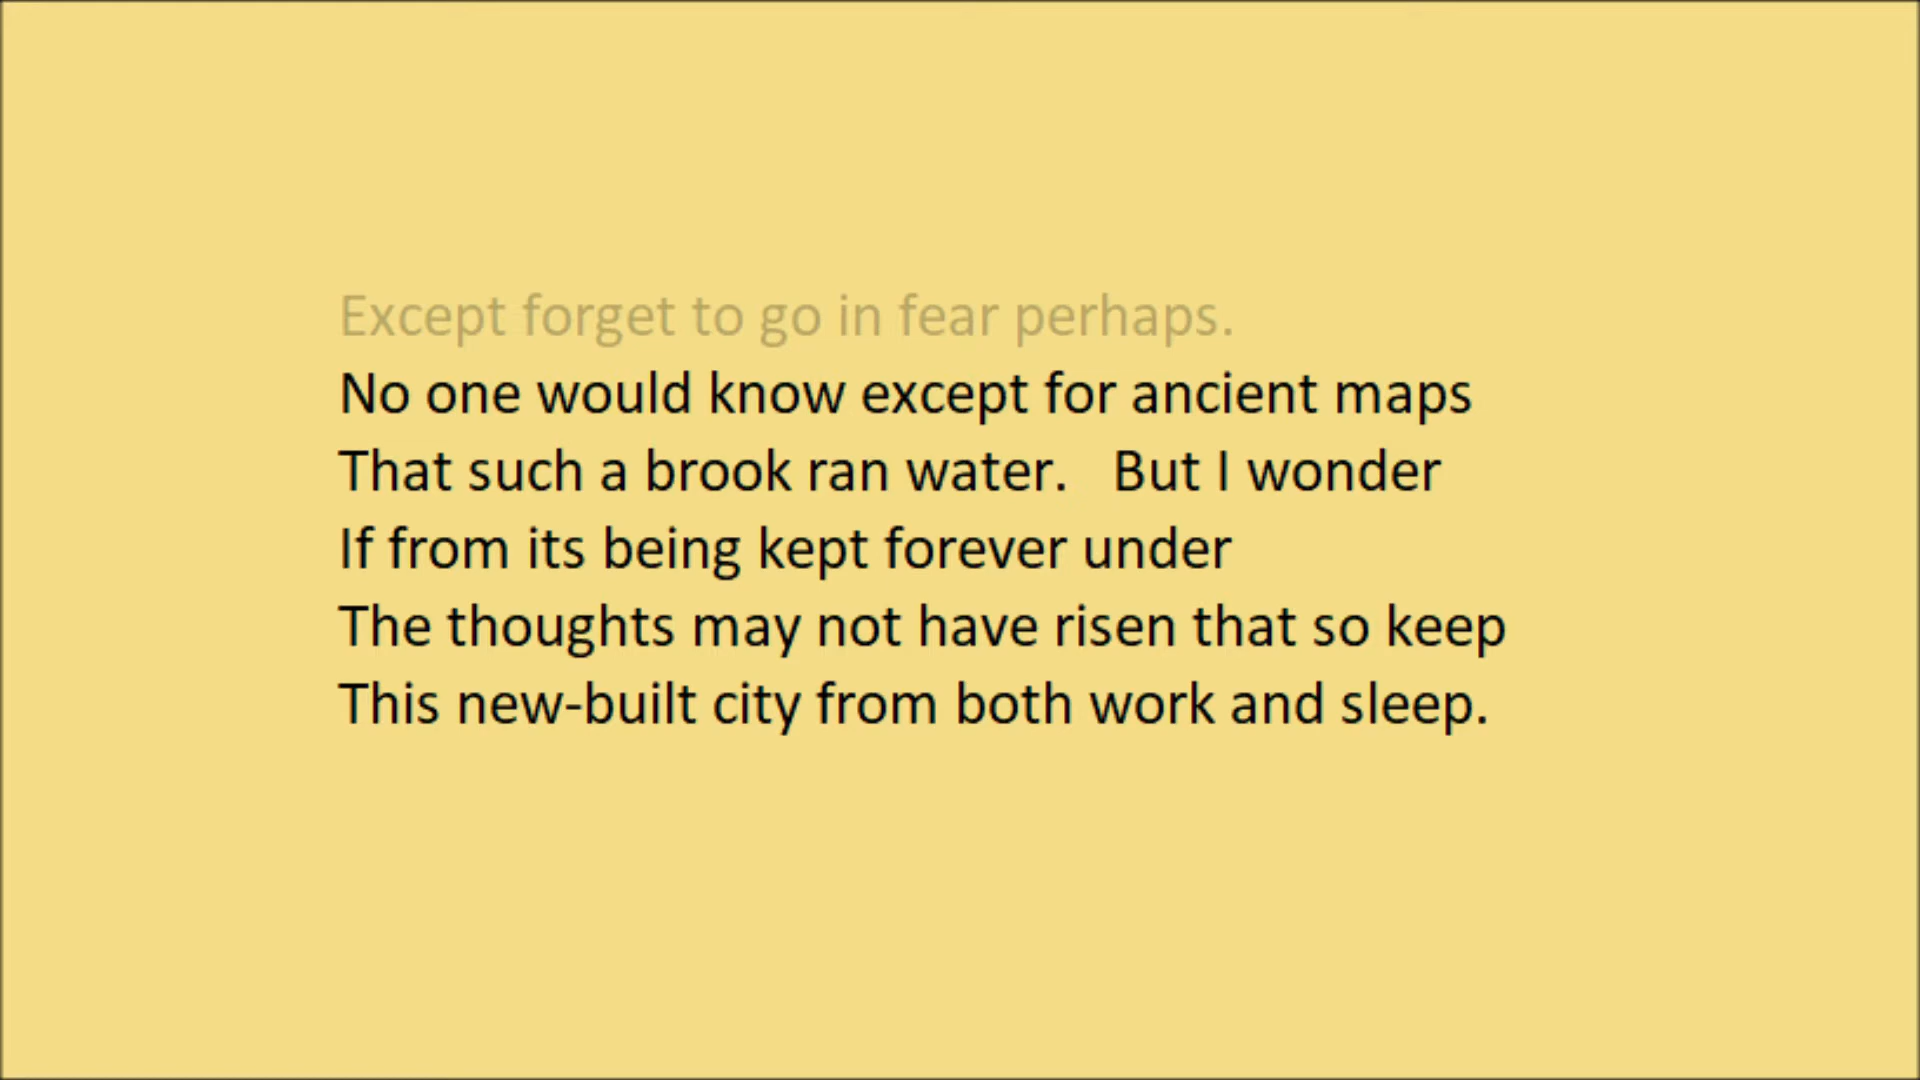 Except forget to go in fear perhaps.
No one would know except for ancient maps
That such a brook ran water.   But I wonder
If from its being kept forever under
The thoughts may not have risen that so keep
This new-built city from both work and sleep.